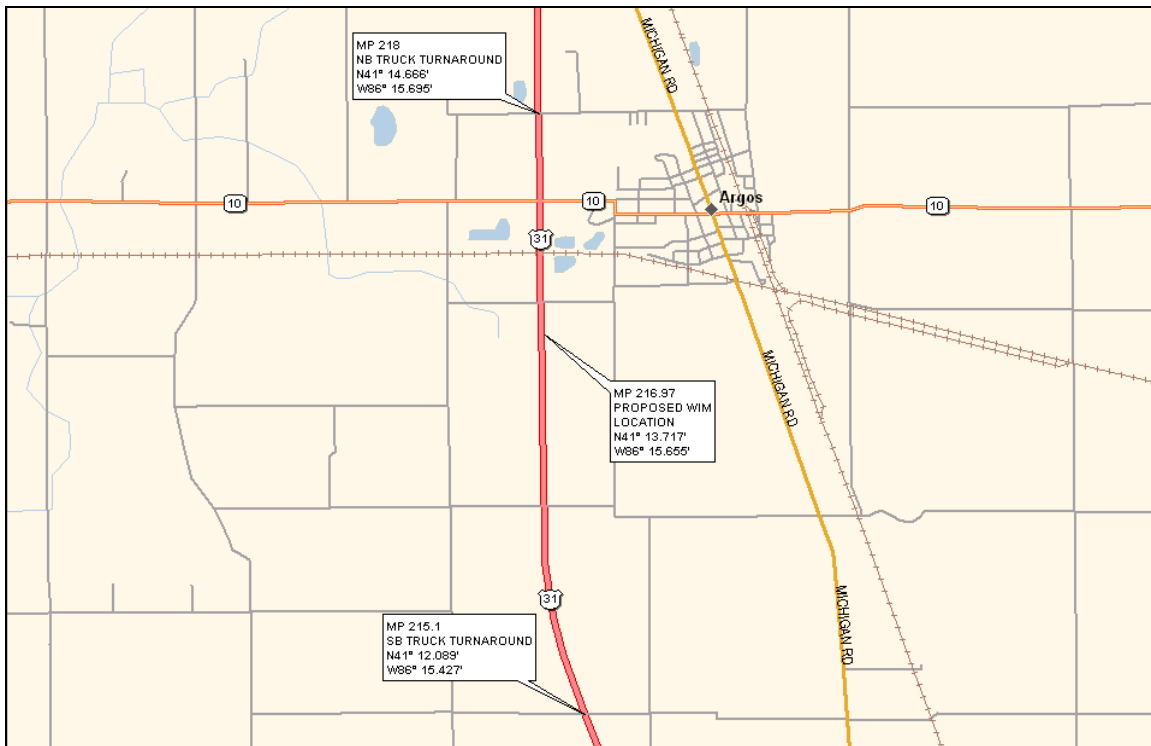 MP 218
NB TRUCK TURNAROUND
N41° 14.666'
W86° 15.695'
MICHIGAN RD
10
10
Argos
10
31
MICHIGAN RD
MP 216.97
PROPOSED WIM
LOCATION
N41° 13.717'
W86° 15.655'
31
MICHIGAN RD
MP 215.1
SB TRUCK TURNAROUND
N41° 12.089'
W86° 15.427'